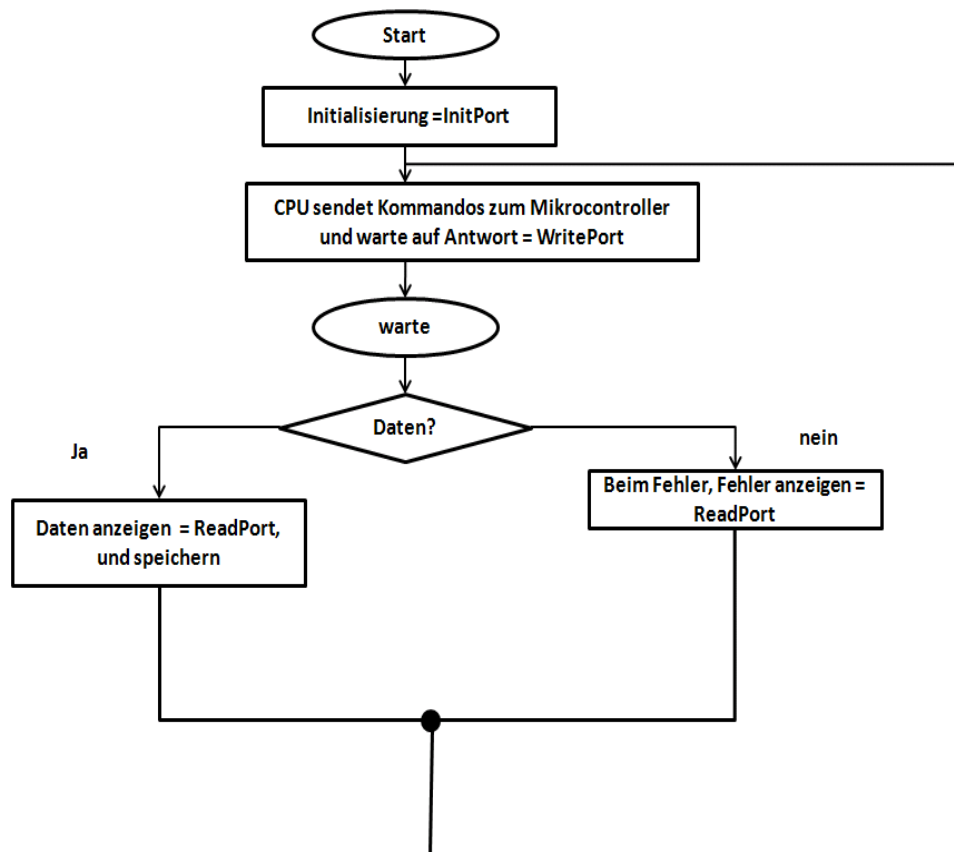 Start
Initialisierung =InitPort
CPU sendet Kommandos zum Mikrocontroller
und warte auf Antwort = WritePort
warte
Daten?
Ja
nein
Daten anzeigen = ReadPort,
und speichern
Beim Fehler, Fehler anzeigen =
ReadPort